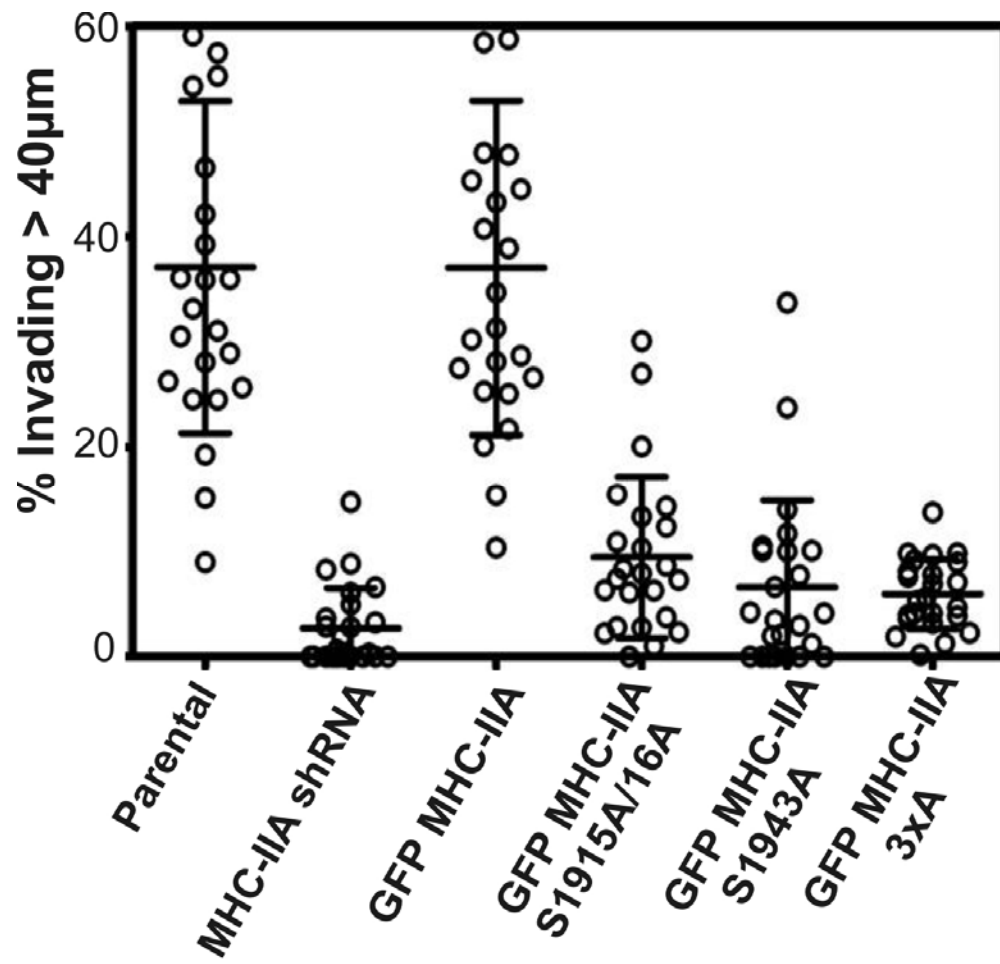 % Invading > 40µm
60
40
20
0
Parental
MHC-IIA shRNA
GFP MHC-IIA
GFP MHC-IIA
S1915A/16A
GFP MHC-IIA
S1943A
GFP MHC-IIA
3xA